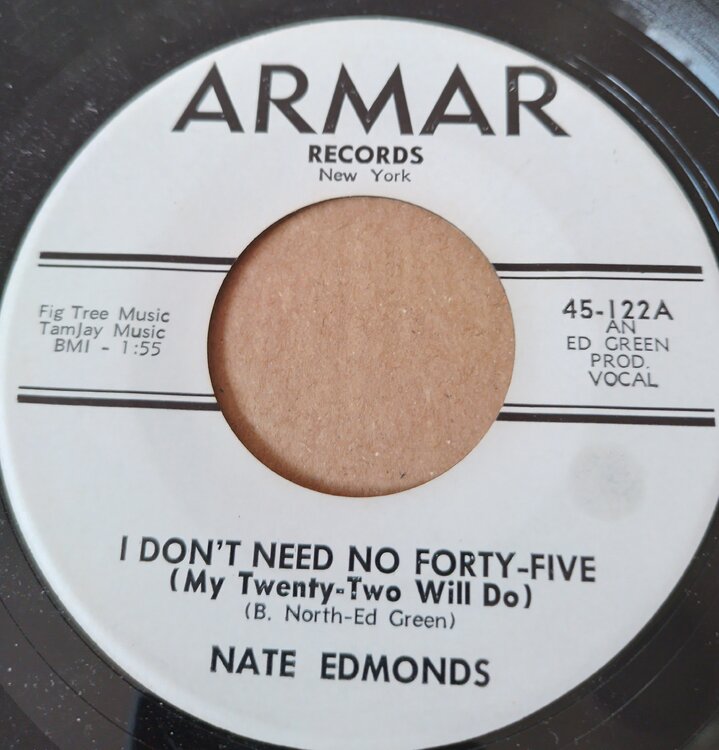 ARMAR
RECORDS
New York
Fig Tree Music
TamJay Music
BMI - 1:55
45-122A
AN
ED GREEN
PROD.
VOCAL
I DON'T NEED NO FORTY-FIVE
(My Twenty-Two Will Do)
(B. North-Ed Green)
NATE EDMONDS